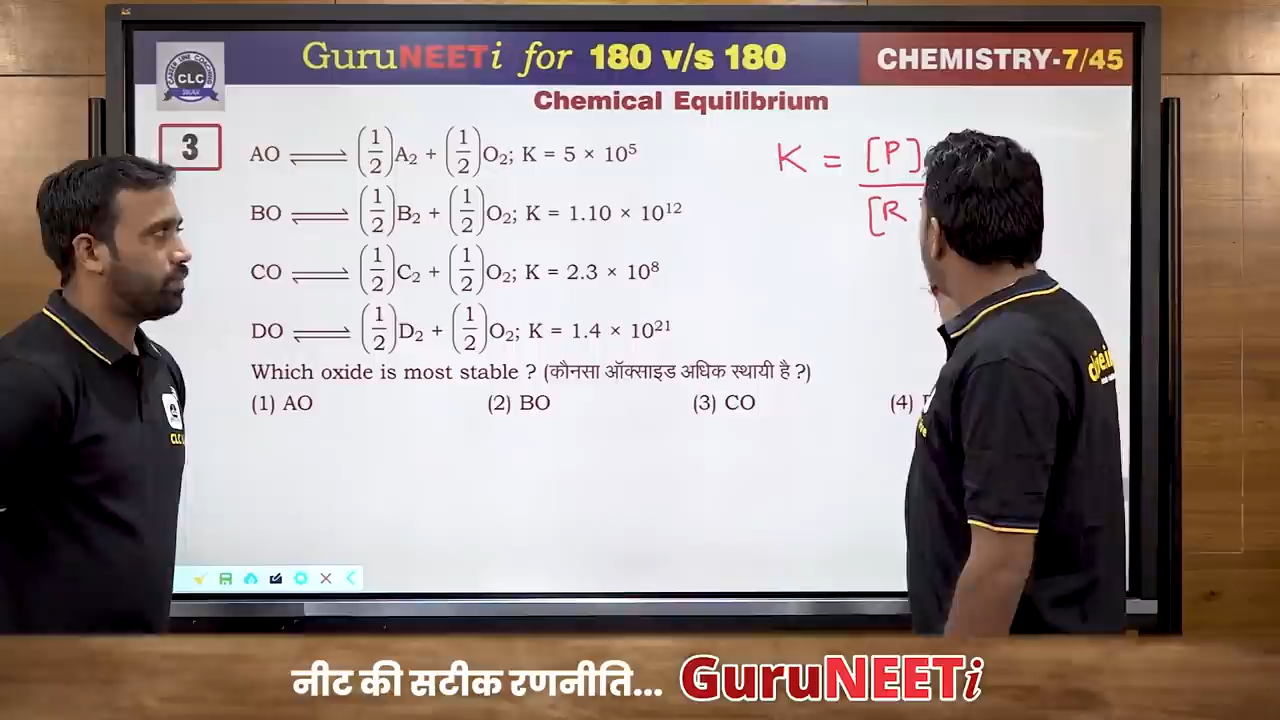 GuruNEETi for 180 v/s 180
CHEMISTRY-7/45
CLC
Chemical Equilibrium
3
AO ⇌ (1/2)A₂ + (1/2)O₂; K = 5 × 10⁵
BO ⇌ (1/2)B₂ + (1/2)O₂; K = 1.10 × 10¹²
CO ⇌ (1/2)C₂ + (1/2)O₂; K = 2.3 × 10⁸
DO ⇌ (1/2)D₂ + (1/2)O₂; K = 1.4 × 10²¹
K = [P]
[R
Which oxide is most stable ? (कौनसा ऑक्साइड अधिक स्थायी है ?)
(1) AO (2) BO (3) CO (4)
CLC
नीट की सटीक रणनीति... GuruNEETi